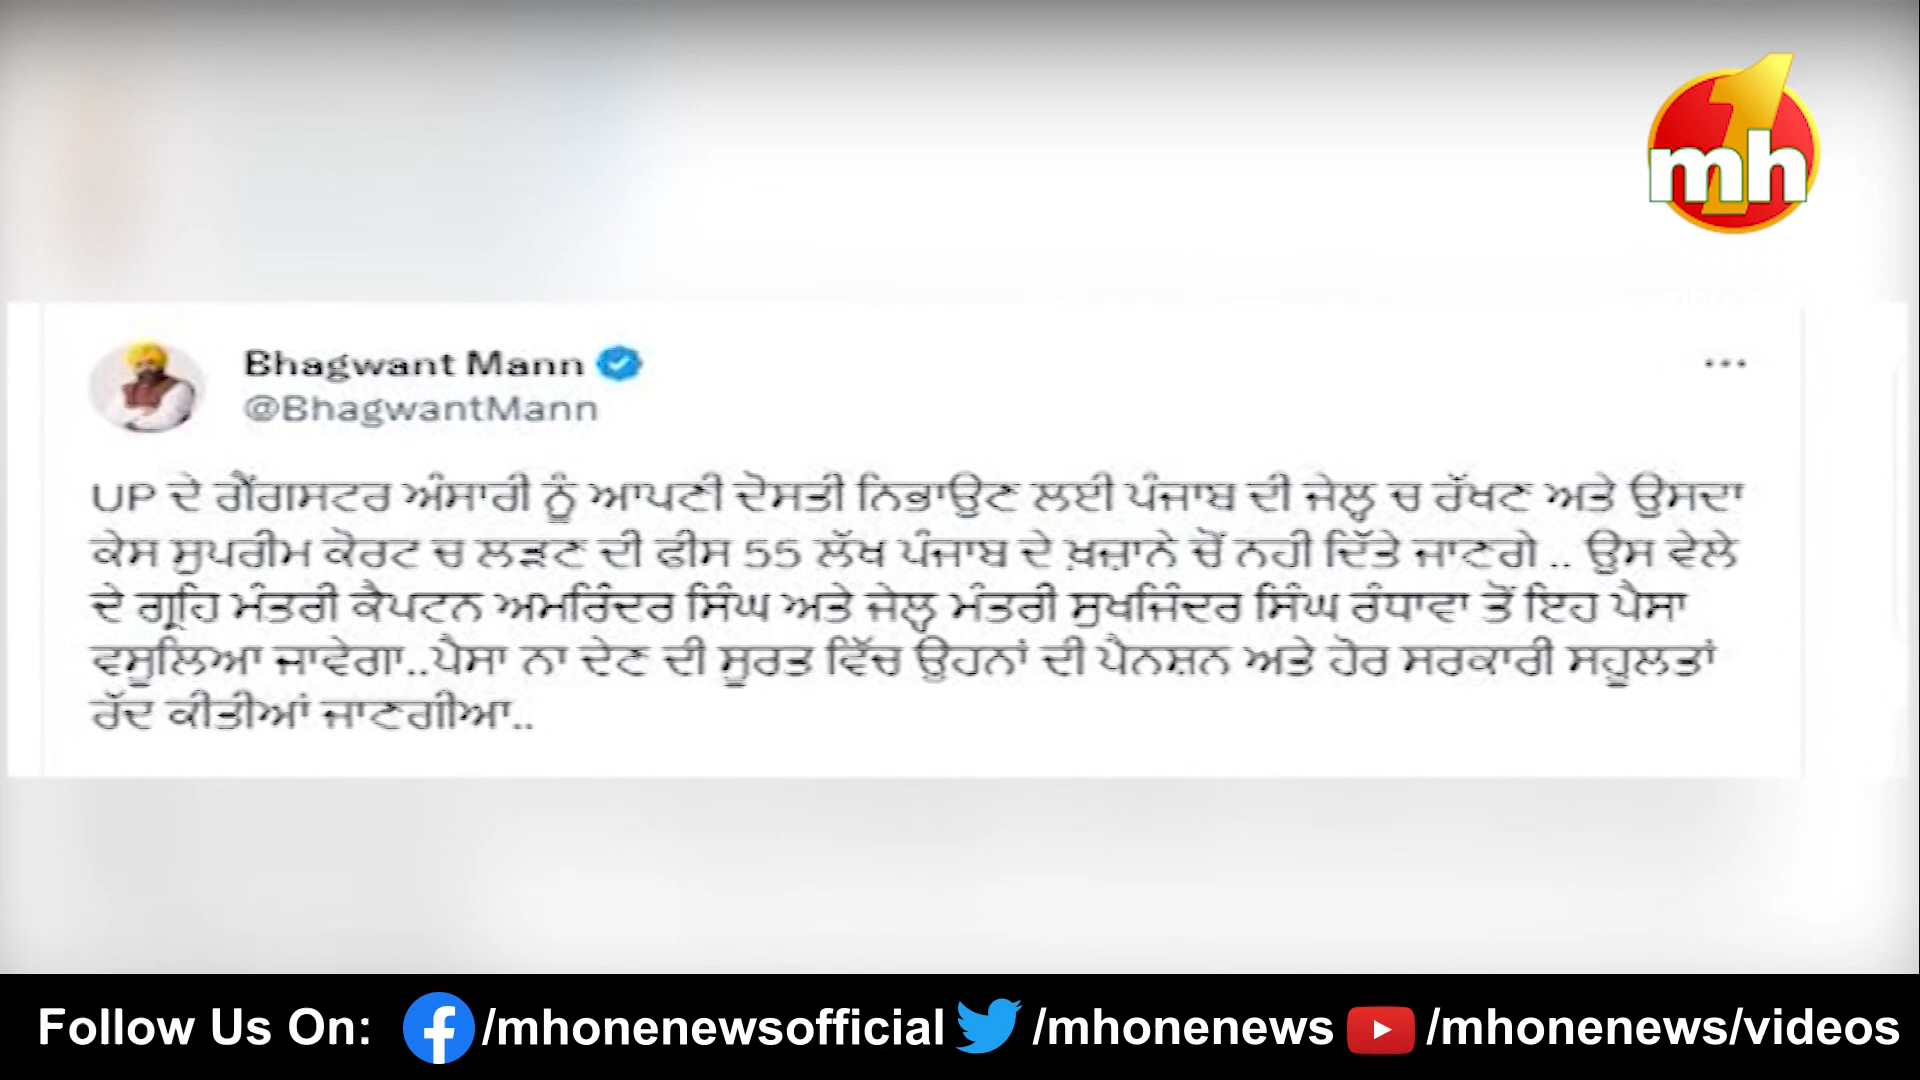 1
mh
Bhagwant Mann
@BhagwantMann
UP ਦੇ ਗੈਂਗਸਟਰ ਅੰਸਾਰੀ ਨੂੰ ਆਪਣੀ ਦੋਸਤੀ ਨਿਭਾਉਣ ਲਈ ਪੰਜਾਬ ਦੀ ਜੇਲ੍ਹ ਚ ਰੱਖਣ ਅਤੇ ਉਸਦਾ
ਕੇਸ ਸੁਪਰੀਮ ਕੋਰਟ ਚ ਲੜਣ ਦੀ ਫੀਸ 55 ਲੱਖ ਪੰਜਾਬ ਦੇ ਖ਼ਜ਼ਾਨੇ ਚੋਂ ਨਹੀ ਦਿੱਤੇ ਜਾਣਗੇ .. ਉਸ ਵੇਲੇ
ਦੇ ਗ੍ਰਹਿ ਮੰਤਰੀ ਕੈਪਟਨ ਅਮਰਿੰਦਰ ਸਿੰਘ ਅਤੇ ਜੇਲ੍ਹ ਮੰਤਰੀ ਸੁਖਜਿੰਦਰ ਸਿੰਘ ਰੰਧਾਵਾ ਤੋਂ ਇਹ ਪੈਸਾ
ਵਸੂਲਿਆ ਜਾਵੇਗਾ..ਪੈਸਾ ਨਾ ਦੇਣ ਦੀ ਸੂਰਤ ਵਿੱਚ ਉਹਨਾਂ ਦੀ ਪੈਨਸ਼ਨ ਅਤੇ ਹੋਰ ਸਰਕਾਰੀ ਸਹੂਲਤਾਂ
ਰੱਦ ਕੀਤੀਆਂ ਜਾਣਗੀਆ..
Follow Us On: /mhonenewsofficial /mhonenews /mhonenews/videos